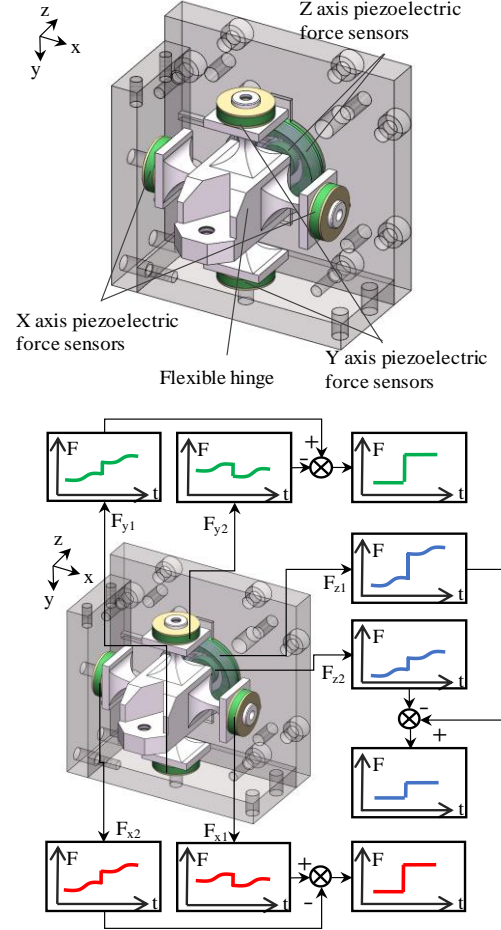 z
x
y
Z axis piezoelectric
force sensors
X axis piezoelectric
force sensors
Flexible hinge
Y axis piezoelectric
force sensors
F
t
F
t
+
-
F
t
Fy1
Fy2
z
x
y
Fz1
F
t
Fz2
F
t
-
+
F
t
Fx2
Fx1
F
t
F
t
+
-
F
t